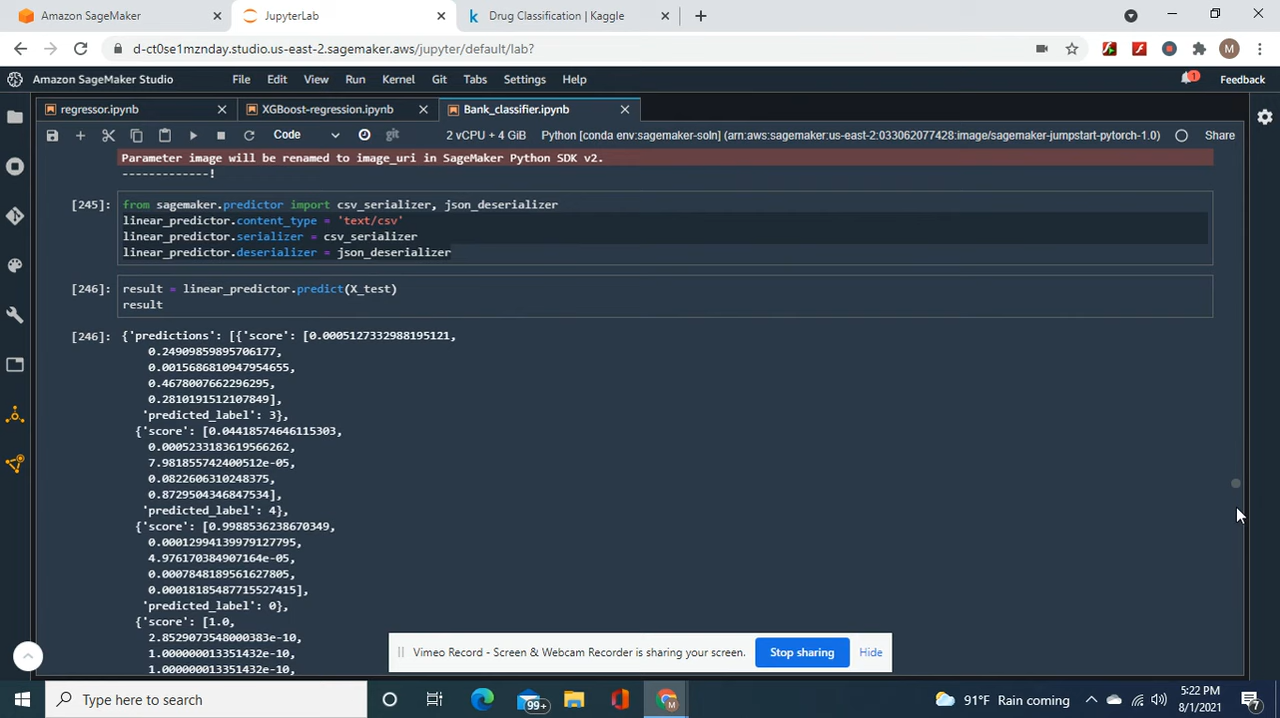 Amazon SageMaker
JupyterLab
Drug Classification | Kaggle
d-ct0se1mznday.studio.us-east-2.sagemaker.aws/jupyter/default/lab?
M
Amazon SageMaker Studio File Edit View Run Kernel Git Tabs Settings Help 1 Feedback
regressor.ipynb
XGBoost-regression.ipynb
Bank_classifier.ipynb
Code git 2 vCPU + 4 GiB Python [conda env:sagemaker-soln] (arn:aws:sagemaker:us-east-2:033062077428:image/sagemaker-jumpstart-pytorch-1.0) Share
Parameter image will be renamed to image_uri in SageMaker Python SDK v2.
-------------!
[245]: from sagemaker.predictor import csv_serializer, json_deserializer
linear_predictor.content_type = 'text/csv'
linear_predictor.serializer = csv_serializer
linear_predictor.deserializer = json_deserializer
[246]: result = linear_predictor.predict(X_test)
result
[246]: {'predictions': [{'score': [0.0005127332988195121,
0.24909859895706177,
0.0015686810947954655,
0.4678007662296295,
0.2810191512107849],
'predicted_label': 3},
{'score': [0.04418574646115303,
0.0005233183619566262,
7.981855742400512e-05,
0.0822606310248375,
0.8729504346847534],
'predicted_label': 4},
{'score': [0.9988536238670349,
0.00012994139979127795,
4.976170384907164e-05,
0.0007848189561627805,
0.00018185487715527415],
'predicted_label': 0},
{'score': [1.0,
2.8529073548000383e-10,
1.000000013351432e-10,
1.000000013351432e-10,
Vimeo Record - Screen & Webcam Recorder is sharing your screen. Stop sharing Hide
Type here to search
99+
M
91°F Rain coming
5:22 PM
8/1/2021
7